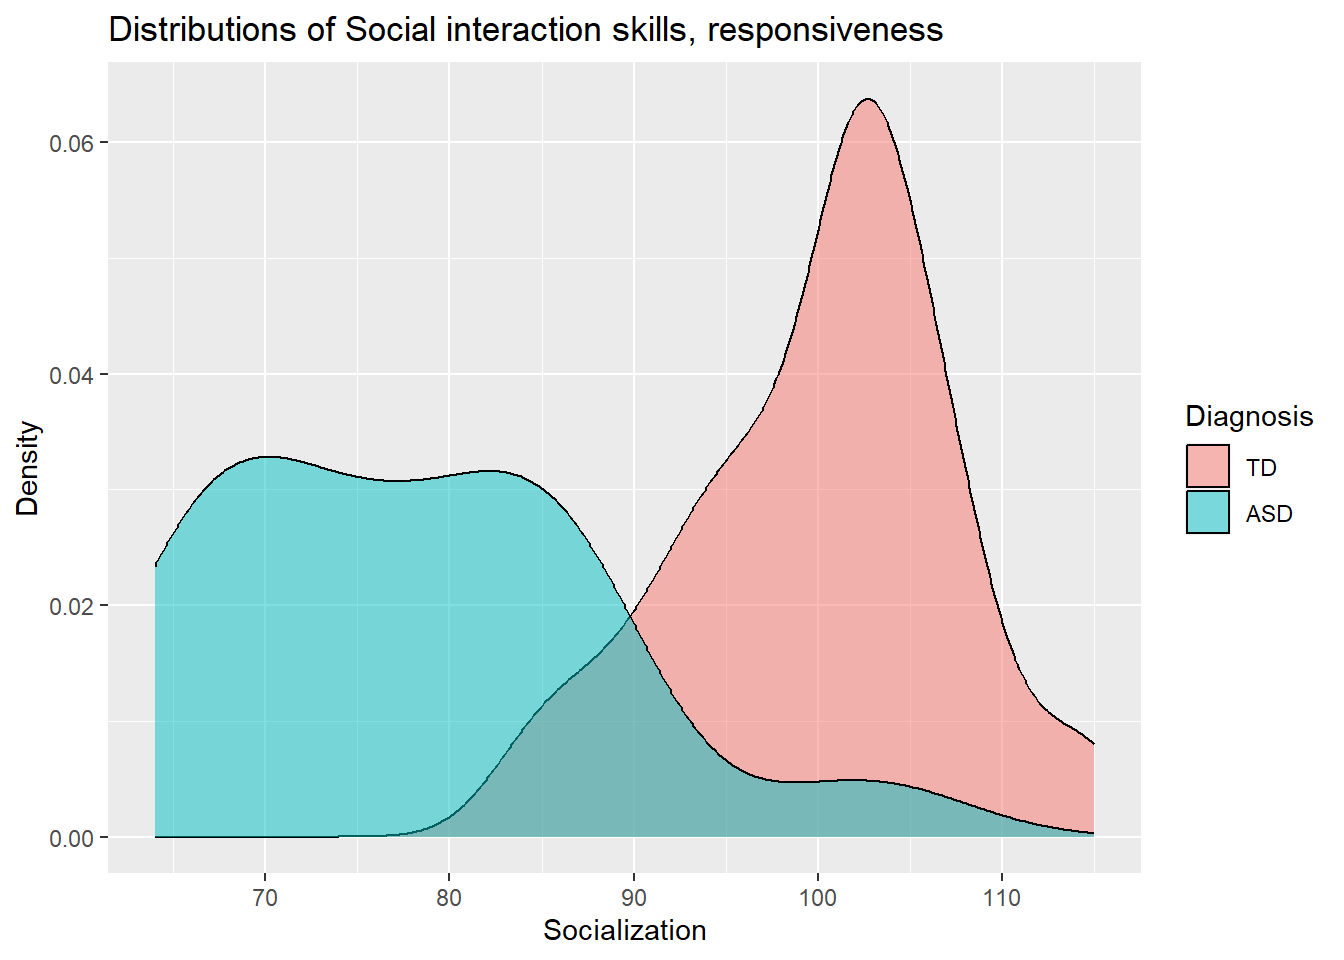 Distributions of Social interaction skills, responsiveness
0.06
0.04
0.02
0.00
Density
70 80 90 100 110
Socialization
Diagnosis
TD
ASD